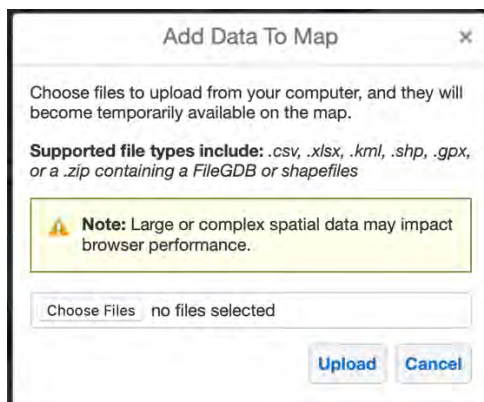 Add Data To Map ×
Choose files to upload from your computer, and they will
become temporarily available on the map.
Supported file types include: .csv, .xlsx, .kml, .shp, .gpx,
or a .zip containing a FileGDB or shapefiles
Note: Large or complex spatial data may impact
browser performance.
Choose Files no files selected
Upload Cancel